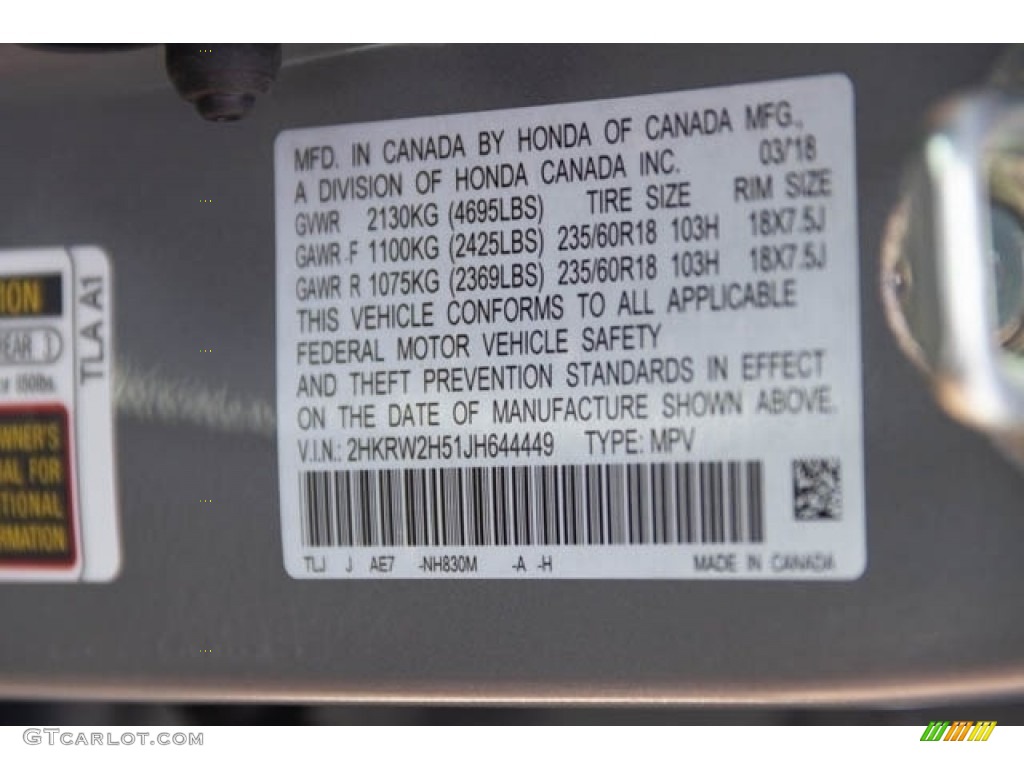 MFD. IN CANADA BY HONDA OF CANADA MFG.,
A DIVISION OF HONDA CANADA INC. 03/18
GVWR 2130KG (4695LBS) TIRE SIZE RIM SIZE
GAWR F 1100KG (2425LBS) 235/60R18 103H 18X7.5J
GAWR R 1075KG (2369LBS) 235/60R18 103H 18X7.5J
THIS VEHICLE CONFORMS TO ALL APPLICABLE
FEDERAL MOTOR VEHICLE SAFETY
AND THEFT PREVENTION STANDARDS IN EFFECT
ON THE DATE OF MANUFACTURE SHOWN ABOVE.
V.I.N.: 2HKRW2H51JH644449 TYPE: MPV
TLJ J AE7 -NH830M -A -H MADE IN CANADA
TLA A1
GTCarlot.com